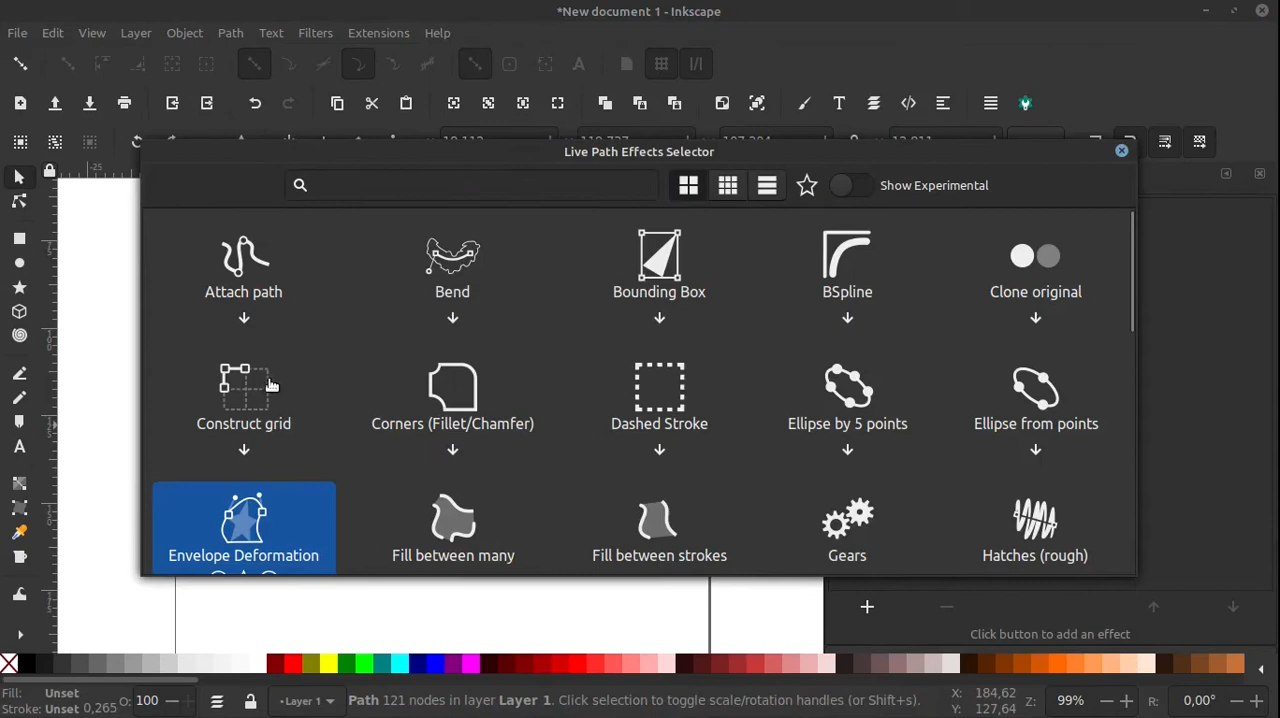 *New document 1 - Inkscape
File Edit View Layer Object Path Text Filters Extensions Help
Live Path Effects Selector
-25
Show Experimental
Attach path Bend Bounding Box BSpline Clone original
Construct grid Corners (Fillet/Chamfer) Dashed Stroke Ellipse by 5 points Ellipse from points
Envelope Deformation Fill between many Fill between strokes Gears Hatches (rough)
Click button to add an effect
Fill: Unset
Stroke: Unset 0,265
O: 100
Layer 1
Path 121 nodes in layer Layer 1. Click selection to toggle scale/rotation handles (or Shift+s).
X: 184,62
Y: 127,64
Z: 99%
R: 0,00°